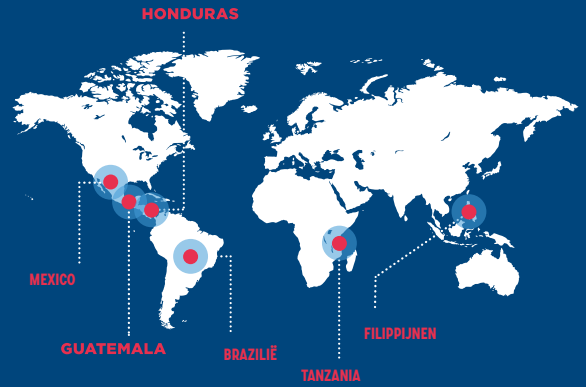 HONDURAS
MEXICO
GUATEMALA
BRAZILIË
FILIPPIJNEN
TANZANIA